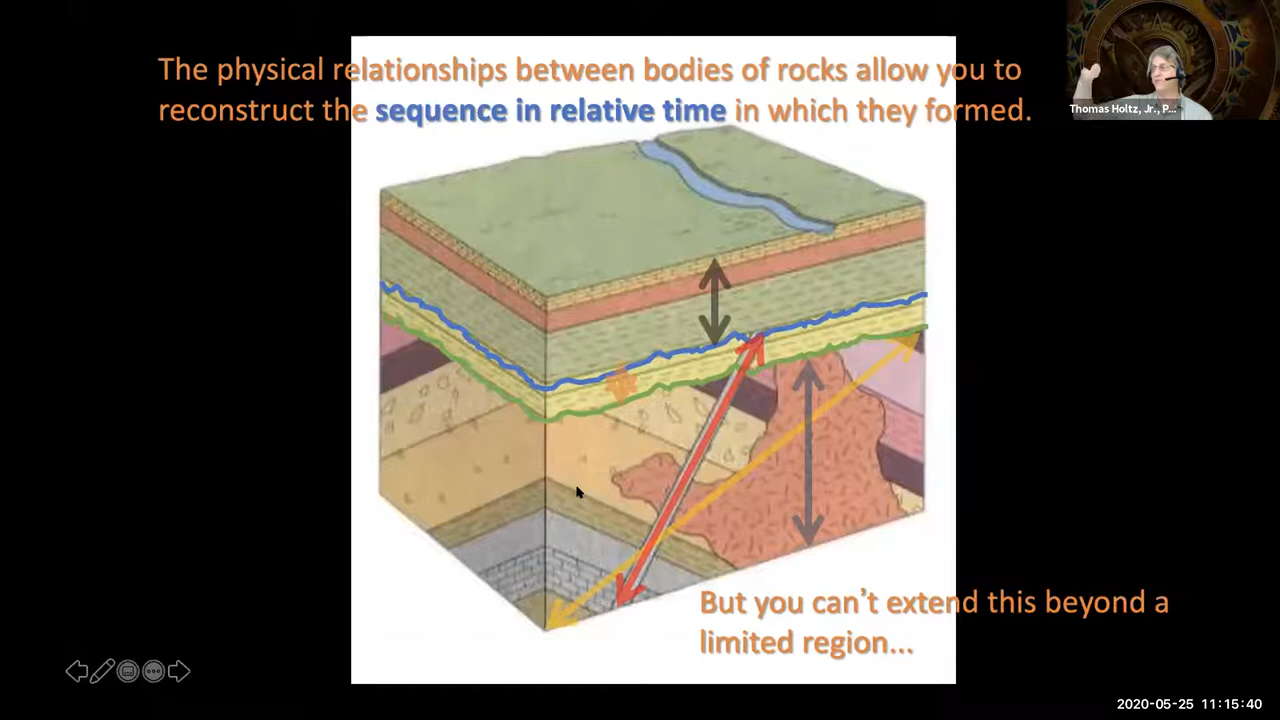 The physical relationships between bodies of rocks allow you to
reconstruct the sequence in relative time in which they formed.
Thomas Holtz, Jr., P...
But you can't extend this beyond a
limited region...
2020-05-25 11:15:40